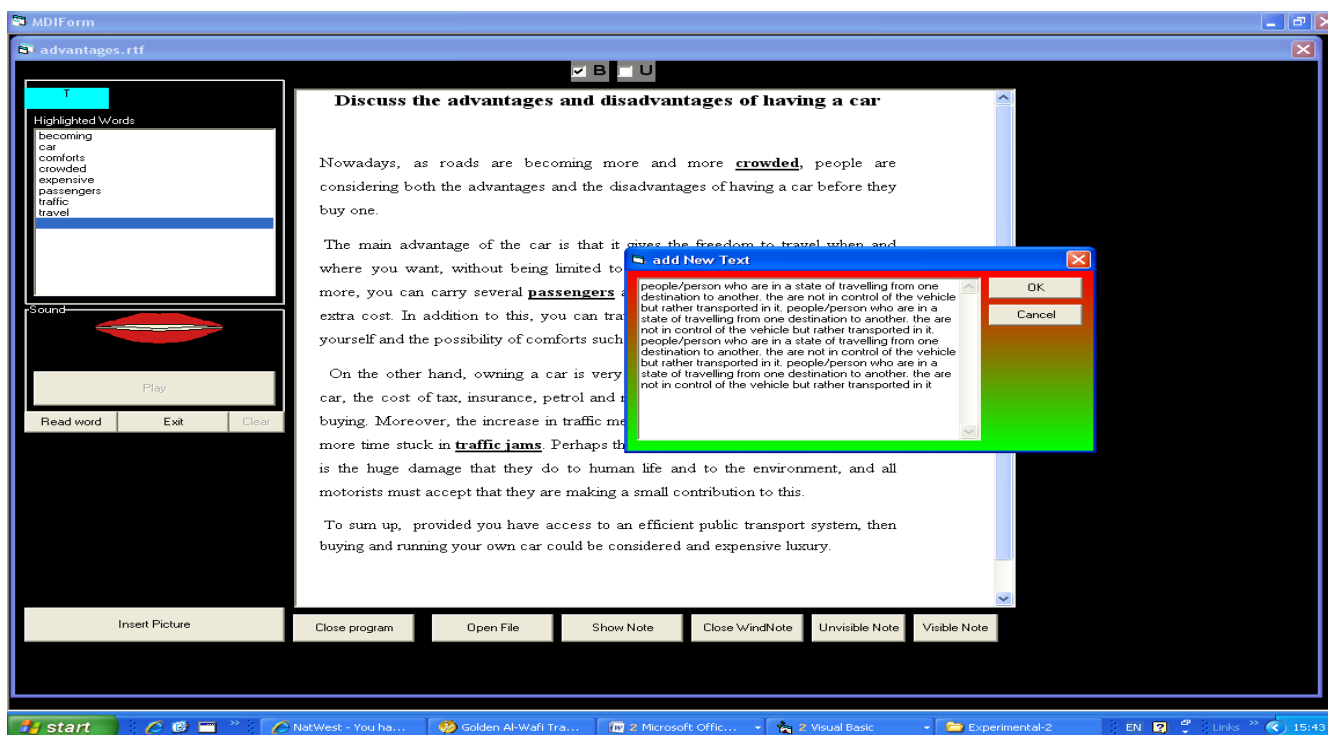 MDIForm
advantages.rtf
B U
T
Highlighted Words
becoming
car
comforts
crowded
expensive
passengers
traffic
travel
Sound
Play
Read word Exit Clear
Insert Picture
Discuss the advantages and disadvantages of having a car
Nowadays, as roads are becoming more and more crowded, people are
considering both the advantages and the disadvantages of having a car before they
buy one.
The main advantage of the car is that it gives the freedom to travel when and
where you want, without being limited to
more, you can carry several passengers
extra cost. In addition to this, you can
yourself and the possibility of comforts such
On the other hand, owning a car is very
car, the cost of tax, insurance, petrol and
buying. Moreover, the increase in traffic
more time stuck in traffic jams. Perhaps
is the huge damage that they do to human life and to the environment, and all
motorists must accept that they are making a small contribution to this.
To sum up, provided you have access to an efficient public transport system, then
buying and running your own car could be considered and expensive luxury.
add New Text
people/person who are in a state of travelling from one
destination to another. the are not in control of the vehicle
but rather transported in it. people/person who are in a
state of travelling from one destination to another. the are
not in control of the vehicle but rather transported in it.
people/person who are in a state of travelling from one
destination to another. the are not in control of the vehicle
but rather transported in it. people/person who are in a
state of travelling from one destination to another. the are
not in control of the vehicle but rather transported in it
OK
Cancel
Close program Open File Show Note Close WindNote Unvisible Note Visible Note
start NatWest - You ha... Golden Al-Wafi Tra... 2 Microsoft Offic... 2 Visual Basic Experimental-2 EN Links 15:43